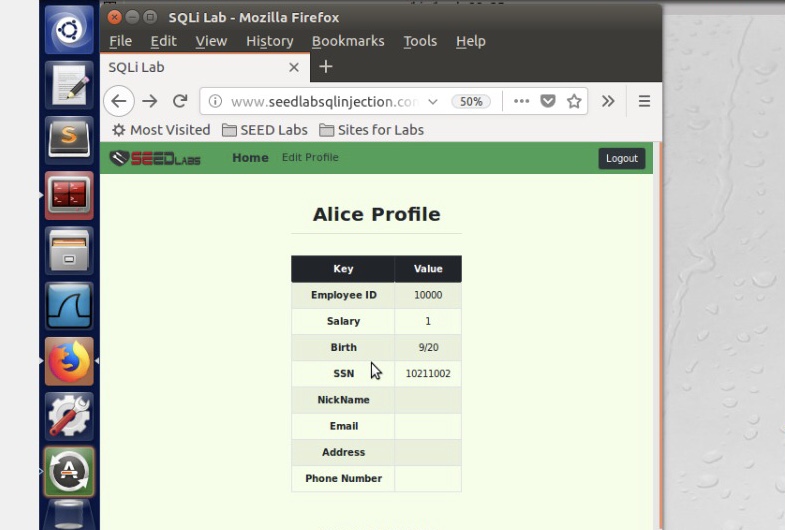 SQLi Lab - Mozilla Firefox
File Edit View History Bookmarks Tools Help
SQLi Lab
www.seedlabsqlinjection.cor 50%
Most Visited SEED Labs Sites for Labs
SEEDLABS Home Edit Profile Logout
Alice Profile
Key Value
Employee ID 10000
Salary 1
Birth 9/20
SSN 10211002
NickName
Email
Address
Phone Number